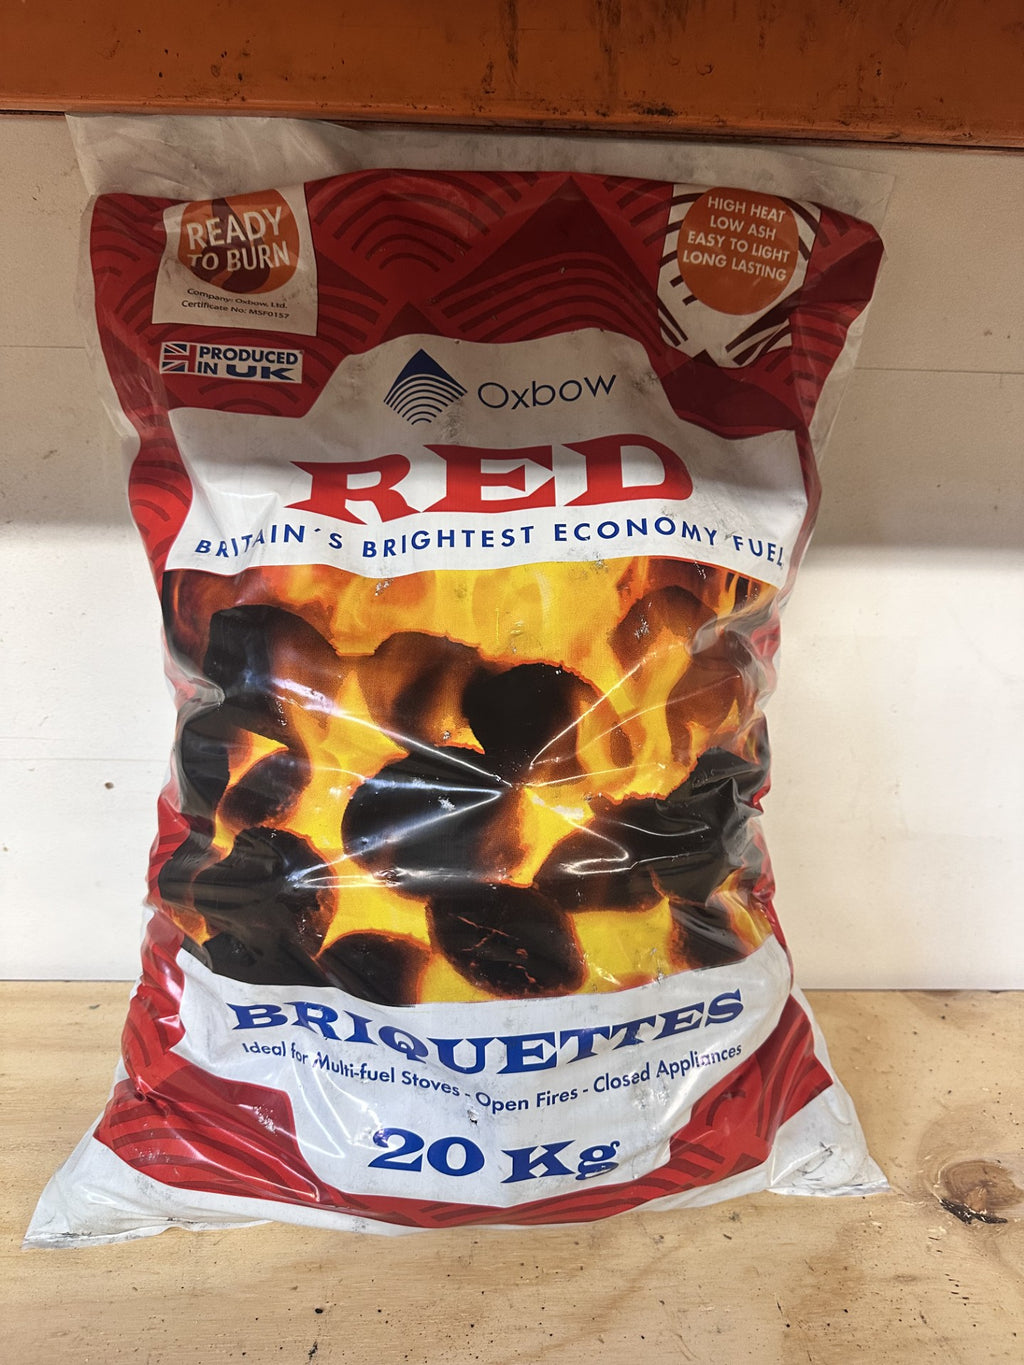 READY
TO BURN
Company: Oxbow, Ltd.
Certificate No: MSF0157
HIGH HEAT
LOW ASH
EASY TO LIGHT
LONG LASTING
PRODUCED
IN UK
Oxbow
RED
BRITAIN´S BRIGHTEST ECONOMY FUEL
BRIQUETTES
Ideal for Multi-fuel Stoves - Open Fires - Closed Appliances
20 Kg